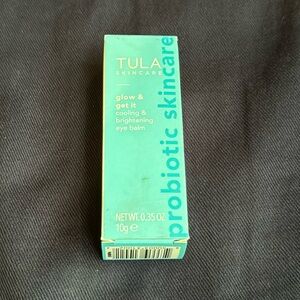 TULA
SKINCARE
glow &
get it
cooling &
brightening
eye balm
NET WT. 0.35 OZ
10g ℮
probiotic skincare